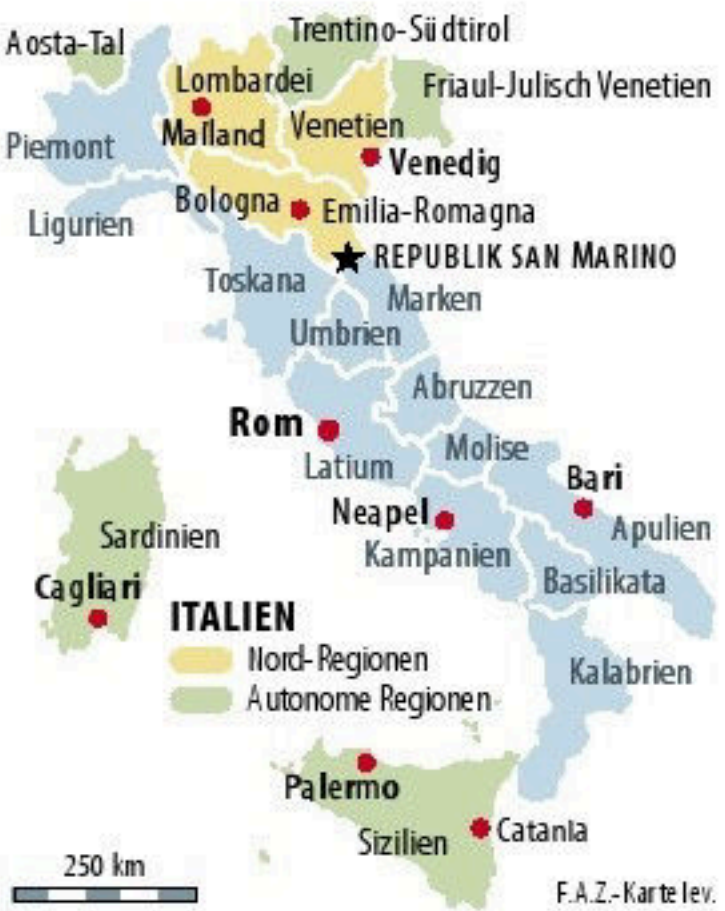 Trentino-Südtirol
Aosta-Tal
Lombardei
Friaul-Julisch Venetien
Mailand
Venetien
Piemont
Venedig
Bologna
Emilia-Romagna
Ligurien
REPUBLIK SAN MARINO
Toskana
Marken
Umbrien
Abruzzen
Rom
Molise
Latium
Bari
Neapel
Apulien
Sardinien
Kampanien
Cagliari
Basilikata
ITALIEN
Nord-Regionen
Kalabrien
Autonome Regionen
Palermo
Sizilien
Catania
250 km
F.A.Z.-Karte lev.